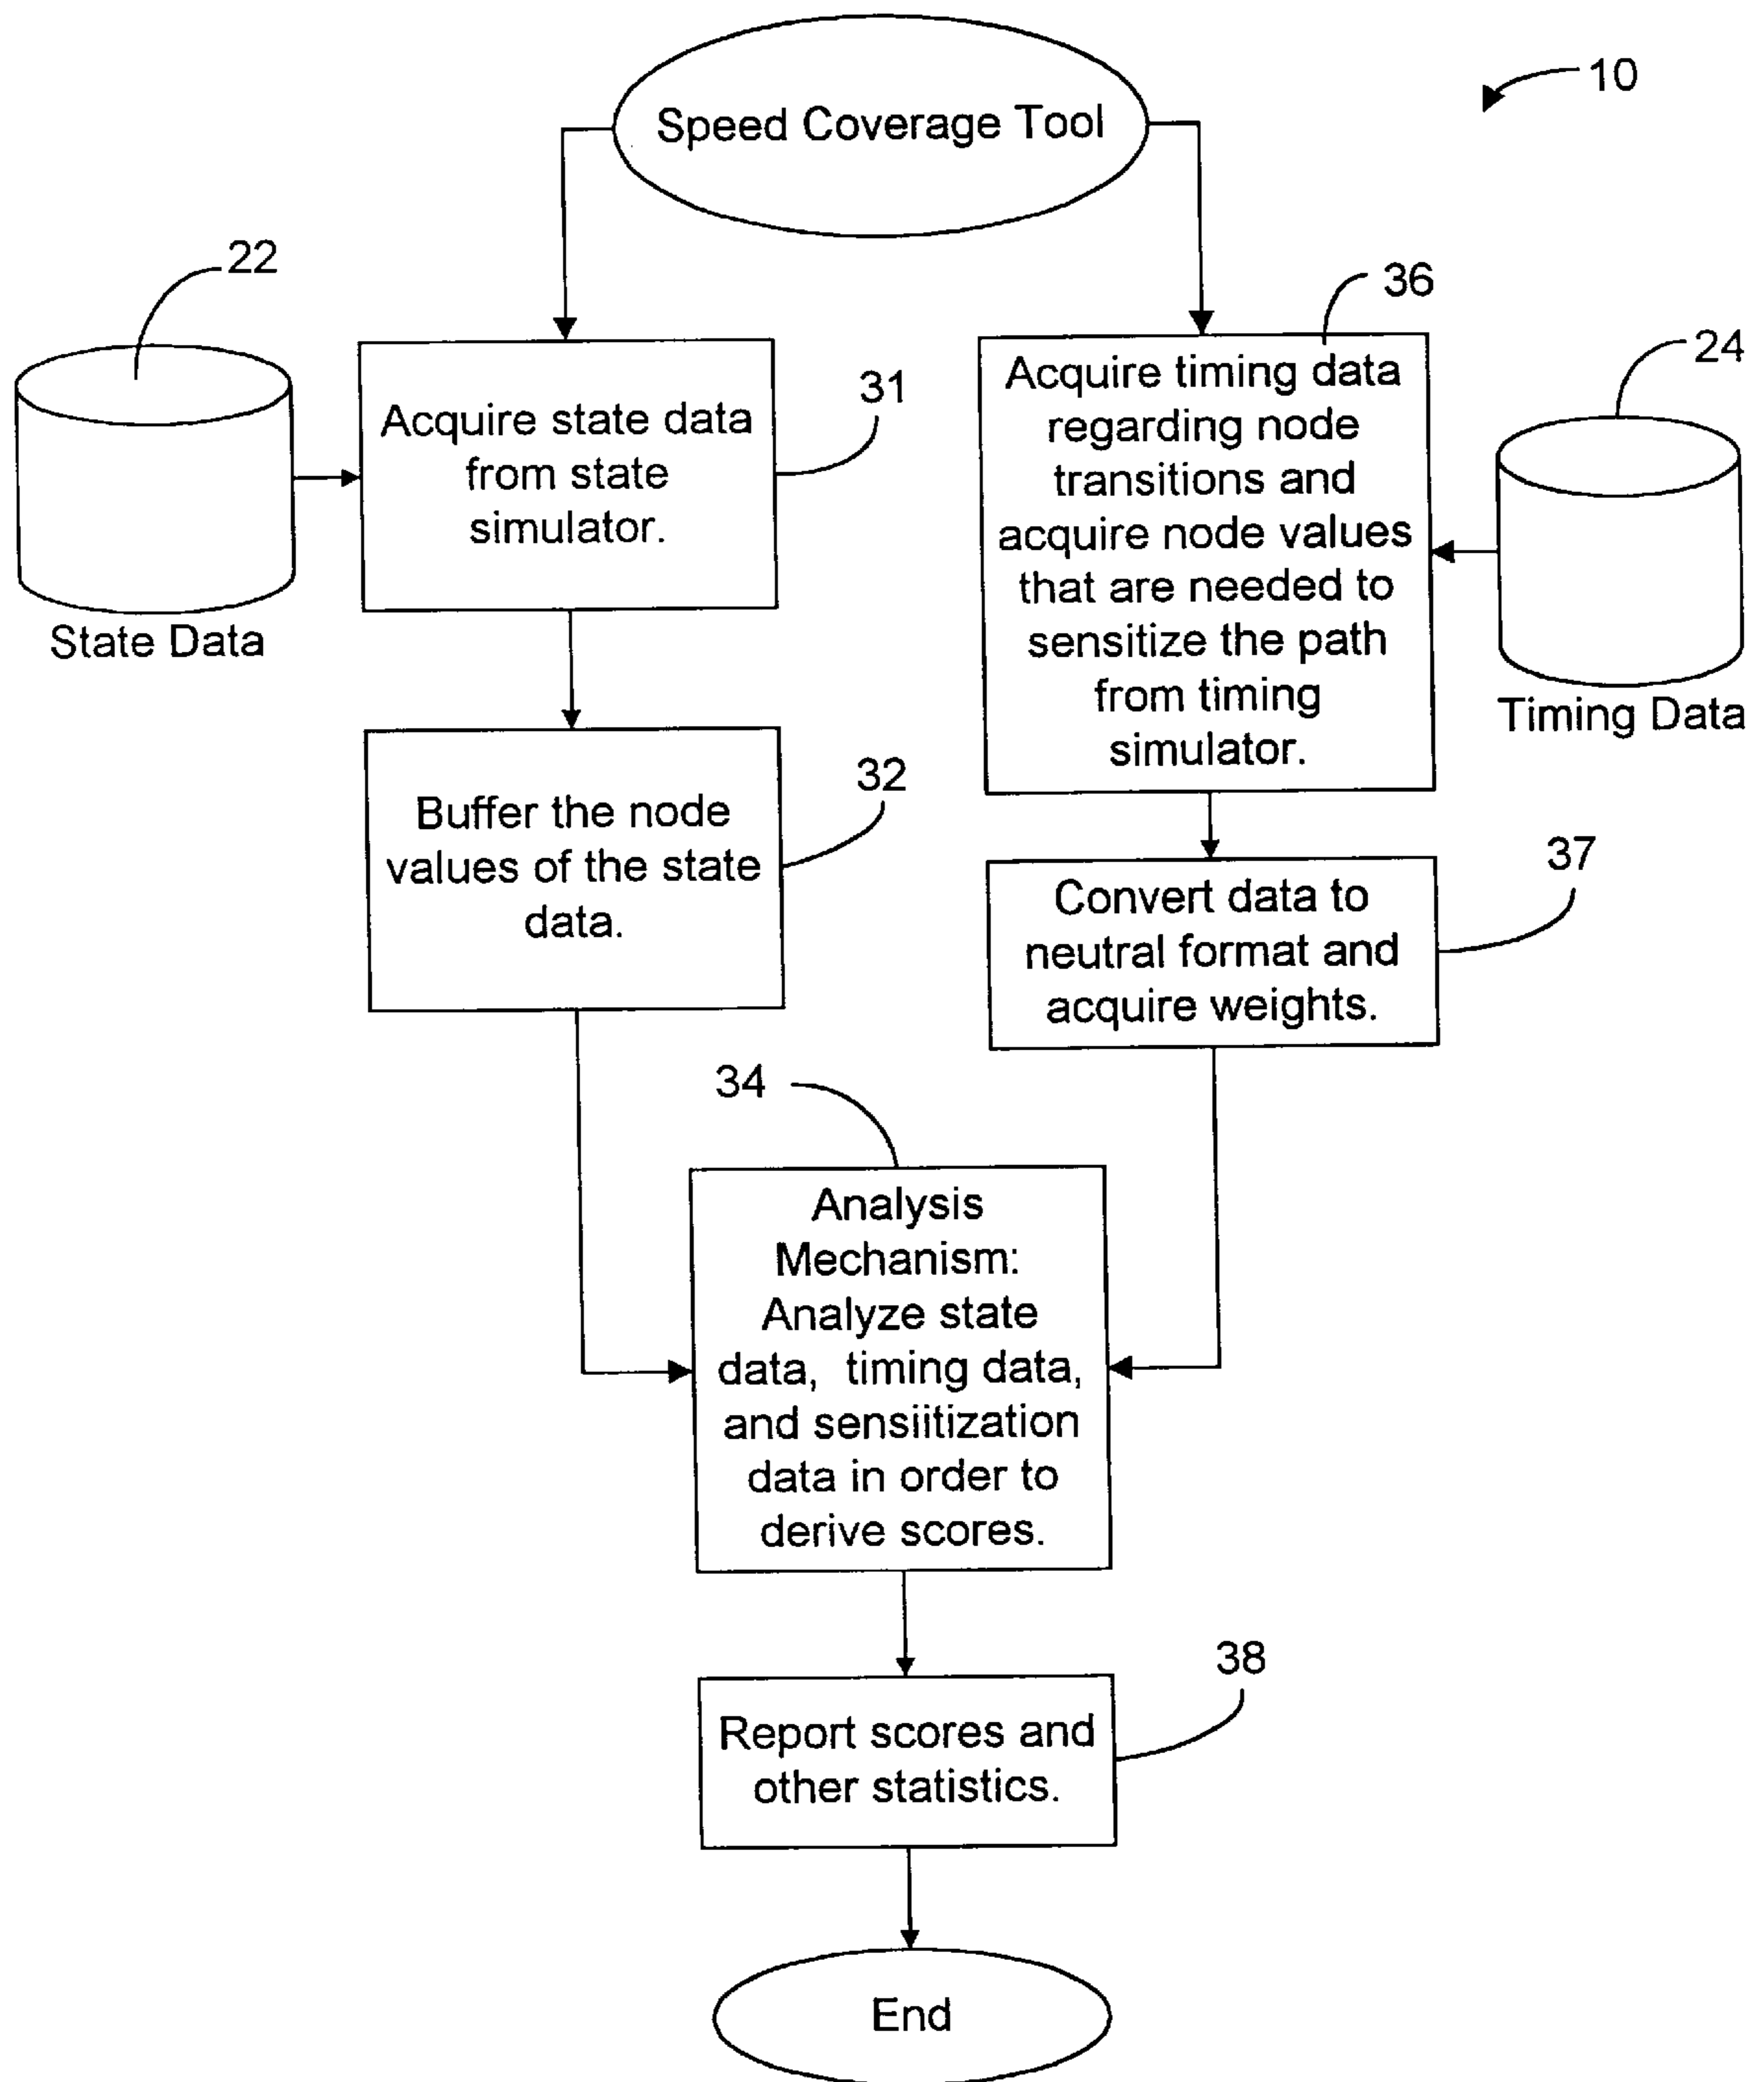 Speed Coverage Tool
10
22
State Data
Acquire state data
from state
simulator.
31
36
Acquire timing data
regarding node
transitions and
acquire node values
that are needed to
sensitize the path
from timing
simulator.
24
Timing Data
Buffer the node
values of the state
data.
32
Convert data to
neutral format and
acquire weights.
37
34
Analysis
Mechanism:
Analyze state
data, timing data,
and sensiitization
data in order to
derive scores.
Report scores and
other statistics.
38
End